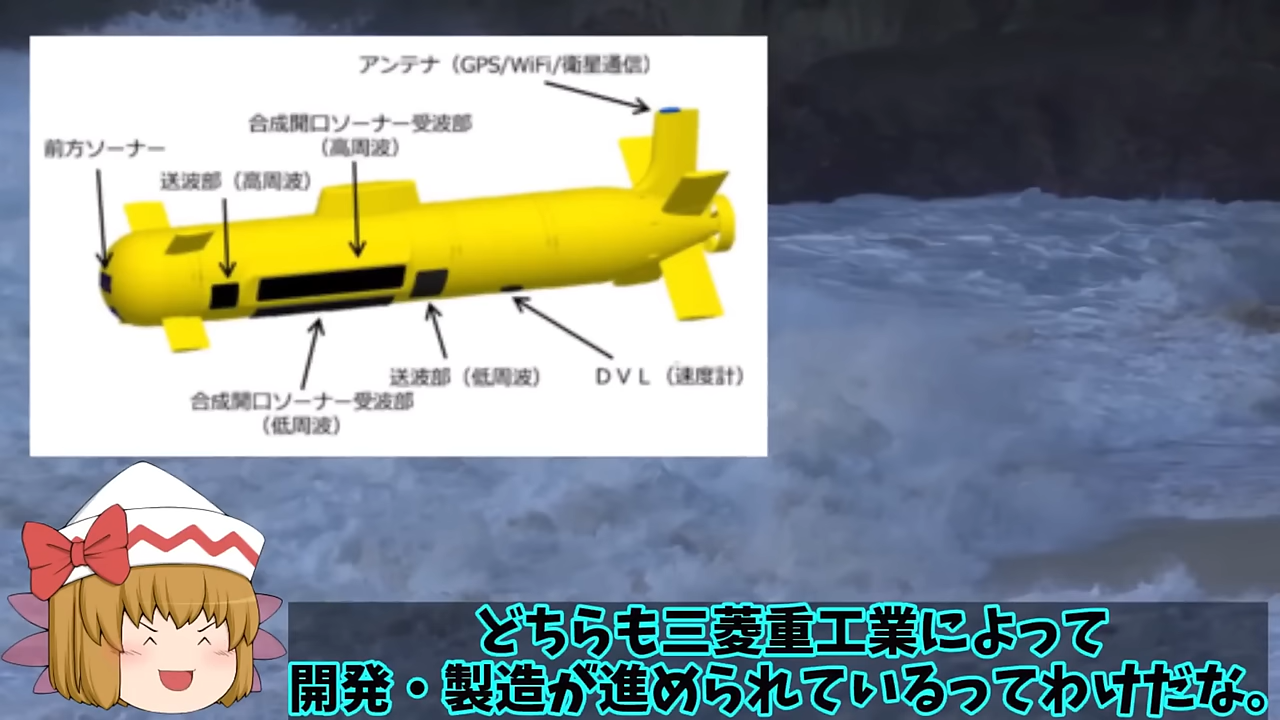 アンテナ（GPS/WiFi/衛星通信）
合成開口ソーナー受波部
（高周波）
前方ソーナー
送波部（高周波）
送波部（低周波）
ＤＶＬ（速度計）
合成開口ソーナー受波部
（低周波）
どちらも三菱重工業によって
開発・製造が進められているってわけだな。